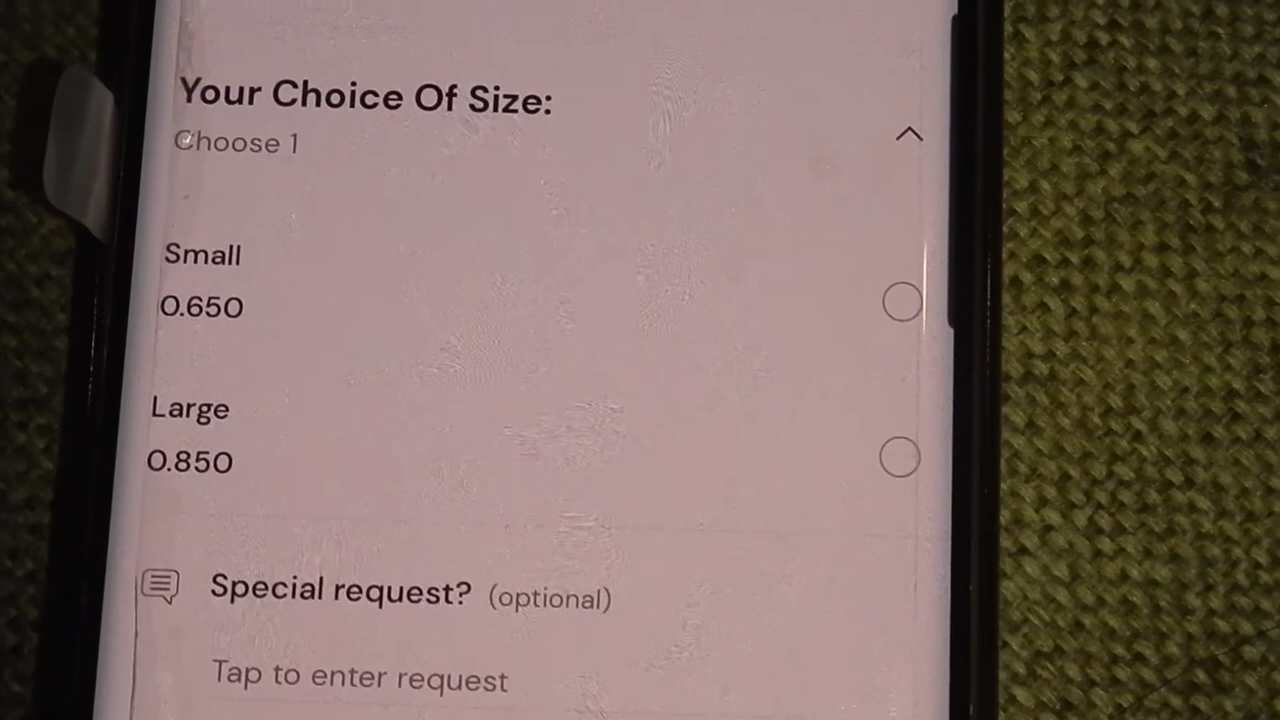 Your Choice Of Size:
Choose 1
Small
0.650
Large
0.850
Special request? (optional)
Tap to enter request